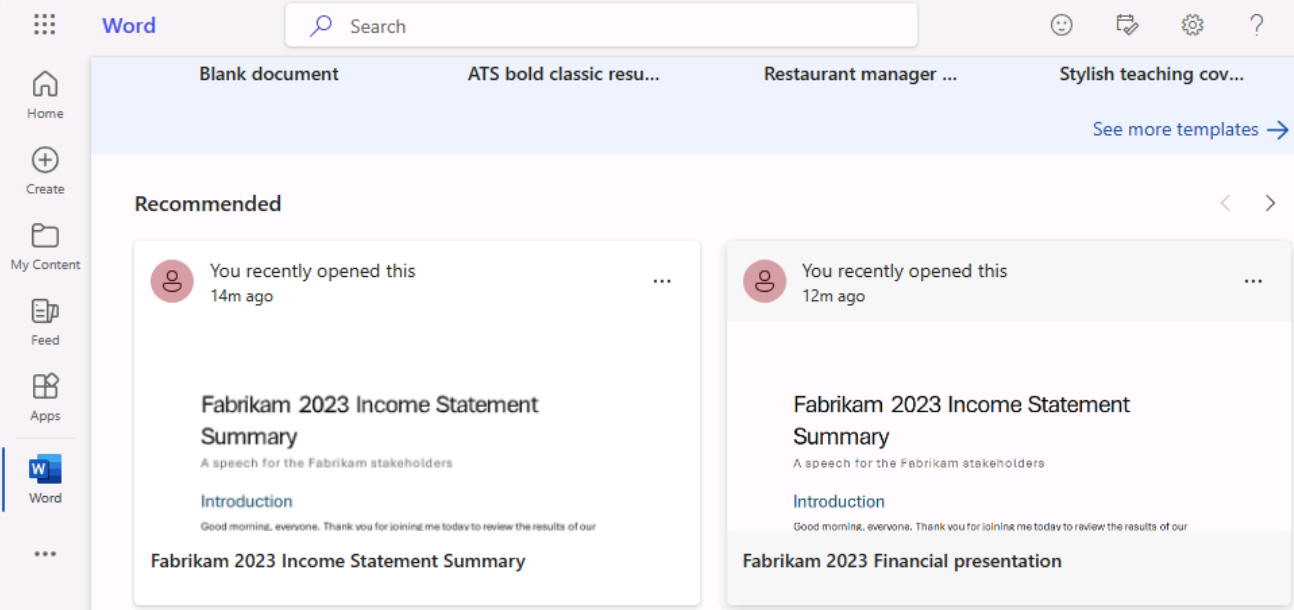 Word
Search
Home
Create
My Content
Feed
Apps
Word
Blank document
ATS bold classic resu...
Restaurant manager ...
Stylish teaching cov...
See more templates
Recommended
You recently opened this
14m ago
Fabrikam 2023 Income Statement
Summary
A speech for the Fabrikam stakeholders
Introduction
Good morning, everyone. Thank you for joining me today to review the results of our
Fabrikam 2023 Income Statement Summary
You recently opened this
12m ago
Fabrikam 2023 Income Statement
Summary
A speech for the Fabrikam stakeholders
Introduction
Good morning, everyone. Thank you for joining me today to review the results of our
Fabrikam 2023 Financial presentation